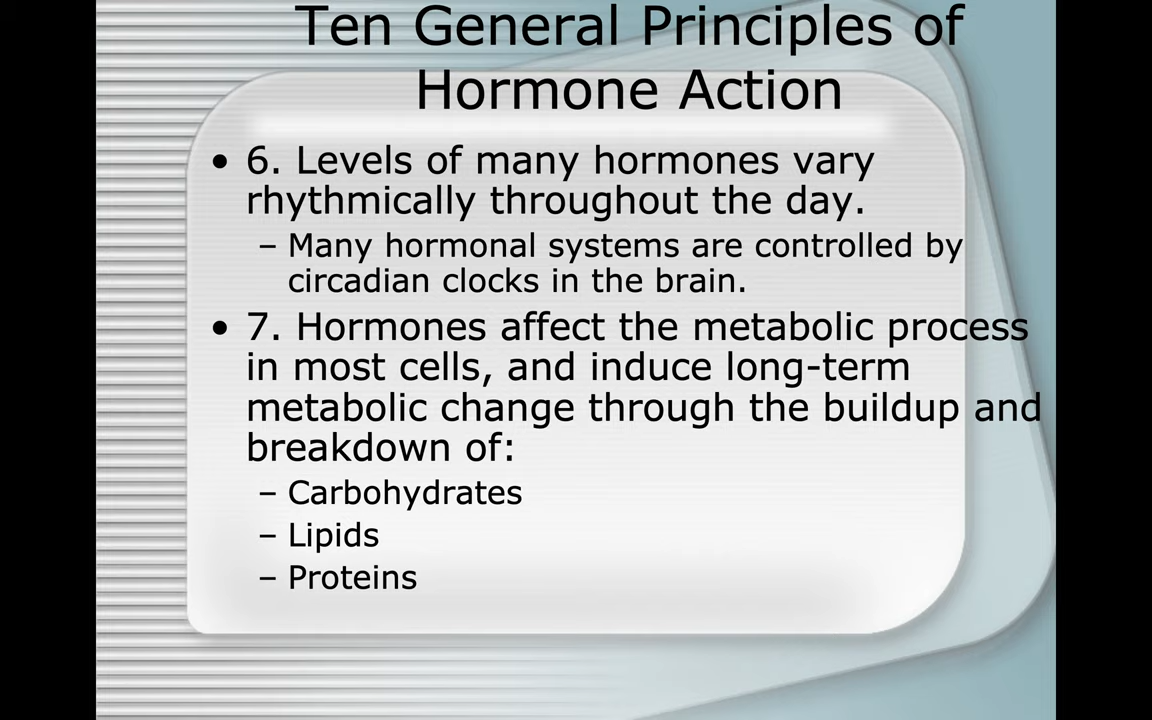 Ten General Principles of
Hormone Action
• 6. Levels of many hormones vary
rhythmically throughout the day.
– Many hormonal systems are controlled by
circadian clocks in the brain.
• 7. Hormones affect the metabolic process
in most cells, and induce long-term
metabolic change through the buildup and
breakdown of:
– Carbohydrates
– Lipids
– Proteins